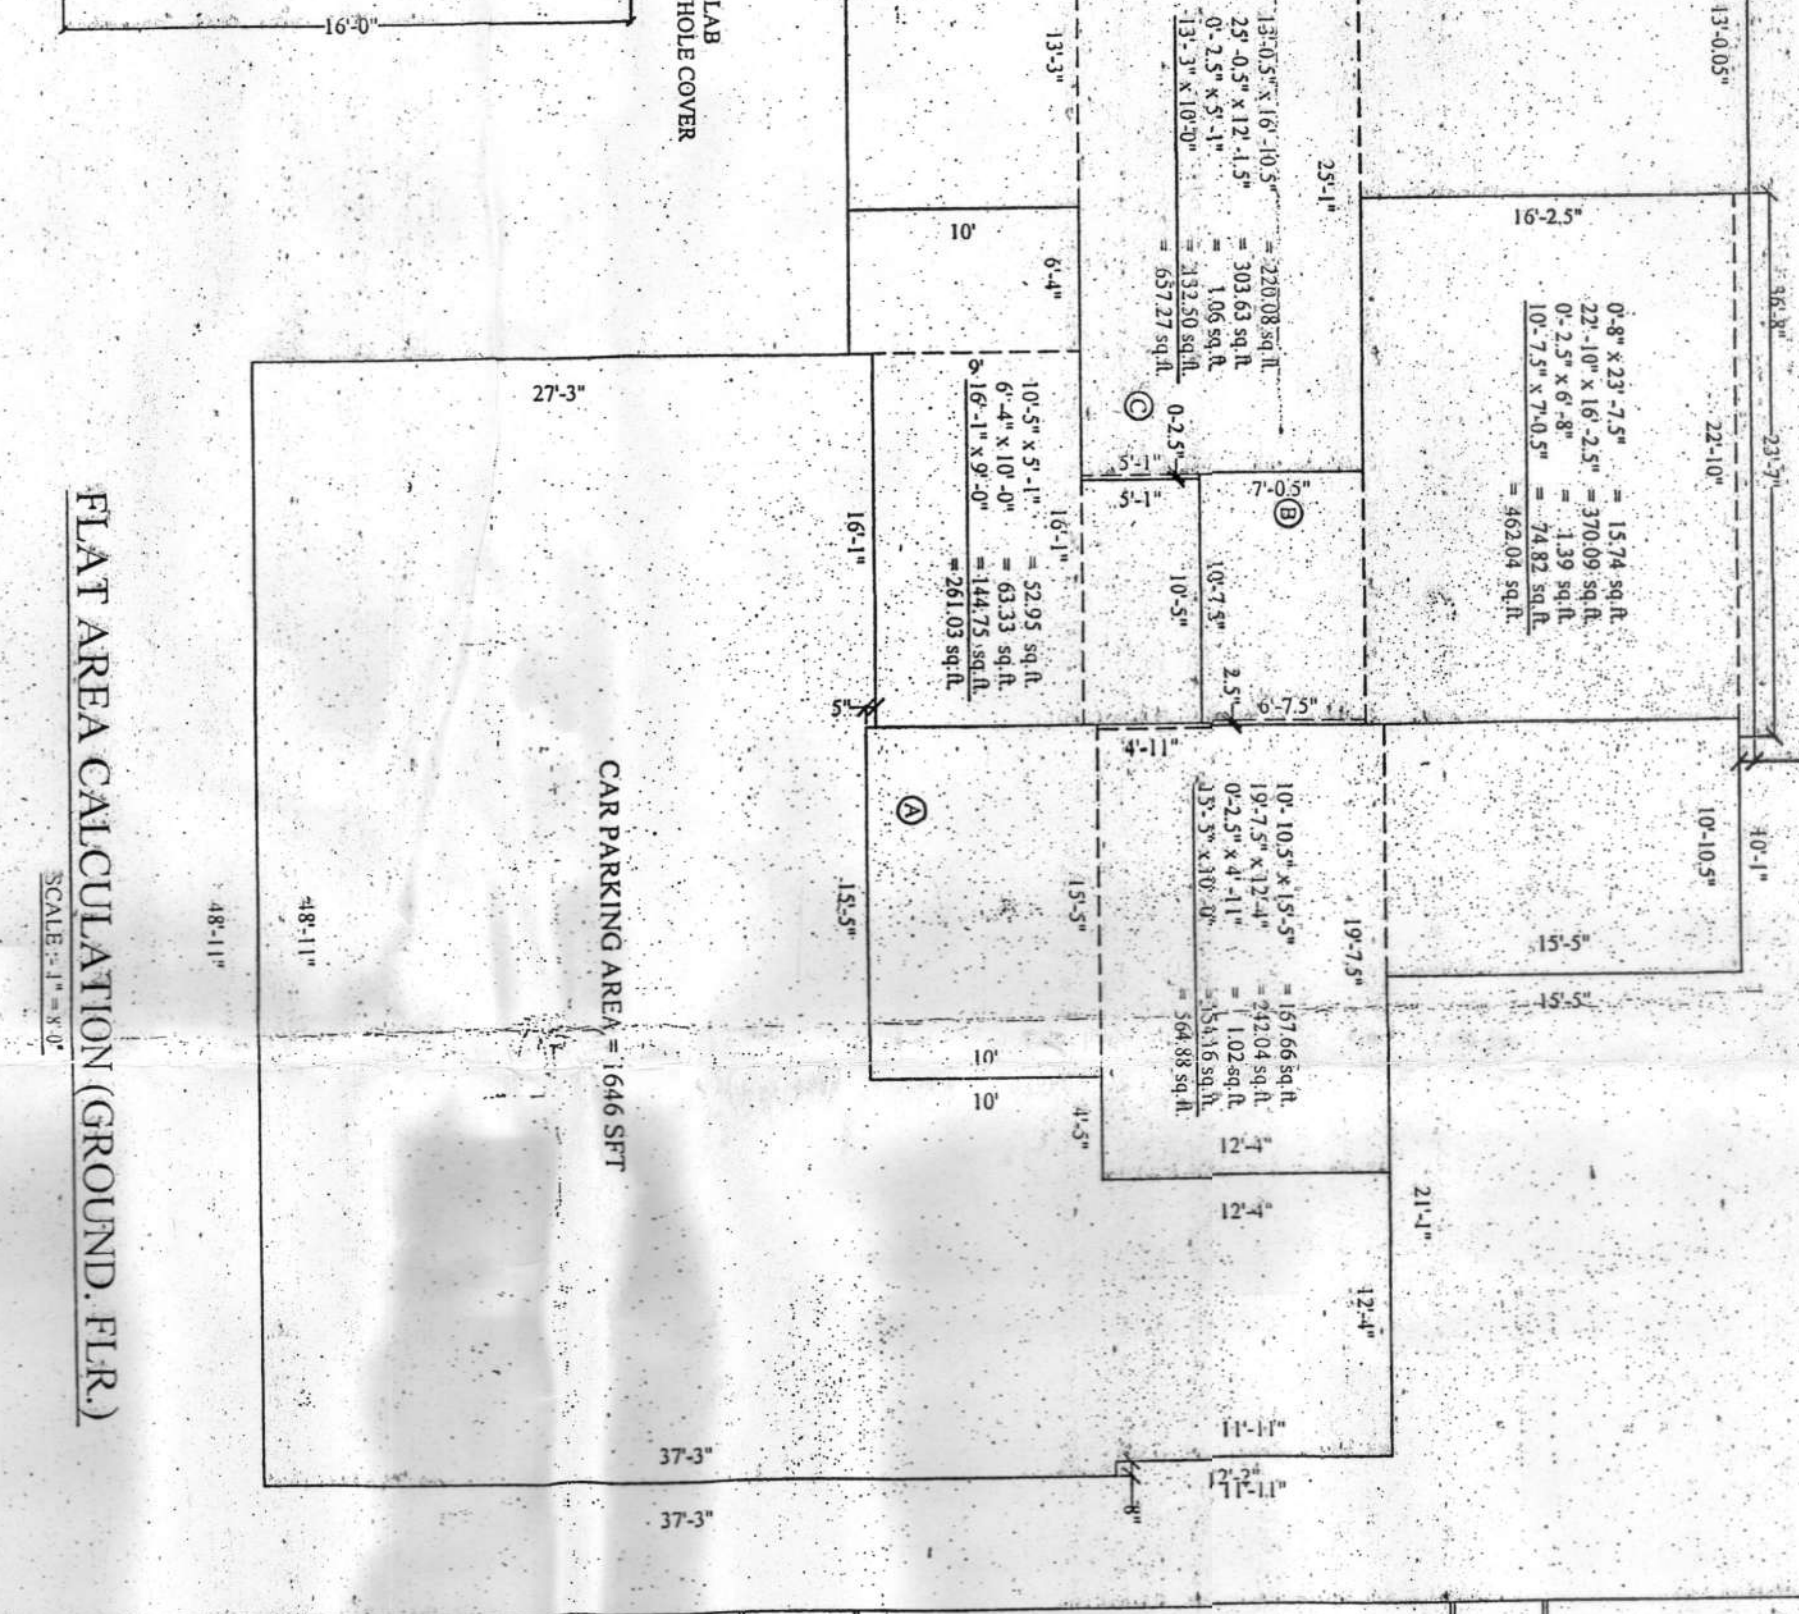 16'-0"
LAB
HOLE COVER
13'-3"
13'-0.5" x 16'-10.5" = 220.08 sq.ft.
25'-0.5" x 12'-1.5" = 303.63 sq.ft
0'-2.5" x 5'-1" = 1.06 sq.ft
13'-3" x 10'-0" = 132.50 sq.ft.
= 657.27 sq.ft.
25'-1"
13'-0.05"
16'-2.5"
36'-8"
23'-7"
22'-10"
0'-8" x 23'-7.5" = 15.74 sq.ft.
22'-10" x 16'-2.5" = 370.09 sq.ft.
0'-2.5" x 6'-8" = 1.39 sq.ft
10'-7.5" x 7'-0.5" = 74.82 sq.ft.
= 462.04 sq.ft.
10'
6'-4"
27'-3"
C
0-2.5"
5'-1"
5'-1"
7'-0.5"
B
10'-5" x 5'-1" = 52.95 sq.ft.
6'-4" x 10'-0" = 63.33 sq.ft.
& 16'-1" x 9'-0" = 144.75 sq.ft.
= 261.03 sq.ft.
16'-1"
16'-1"
10'-5"
10'-7.5"
2.5"
6'-7.5"
5"
4'-11"
A
15'-5"
15'-5"
10'-10.5" x 15'-5" = 167.66 sq.ft.
19'-7.5" x 12'-4" = 242.04 sq.ft.
0'-2.5" x 4'-11" = 1.02 sq.ft.
15'-5" x 10'-0" = 154.16 sq.ft.
= 564.88 sq.ft.
19'-7.5"
10'-10.5"
10'-1"
15'-5"
15'-5"
10'
10'
4'-5"
12'-4"
12'-4"
21'-1"
12'-4"
CAR PARKING AREA = 1646 SFT
48'-11"
48'-11"
11'-11"
12'-2"
11'-11"
8"
37'-3"
37'-3"
FLAT AREA CALCULATION (GROUND. FLR.)
SCALE:- 1" = 8'0"